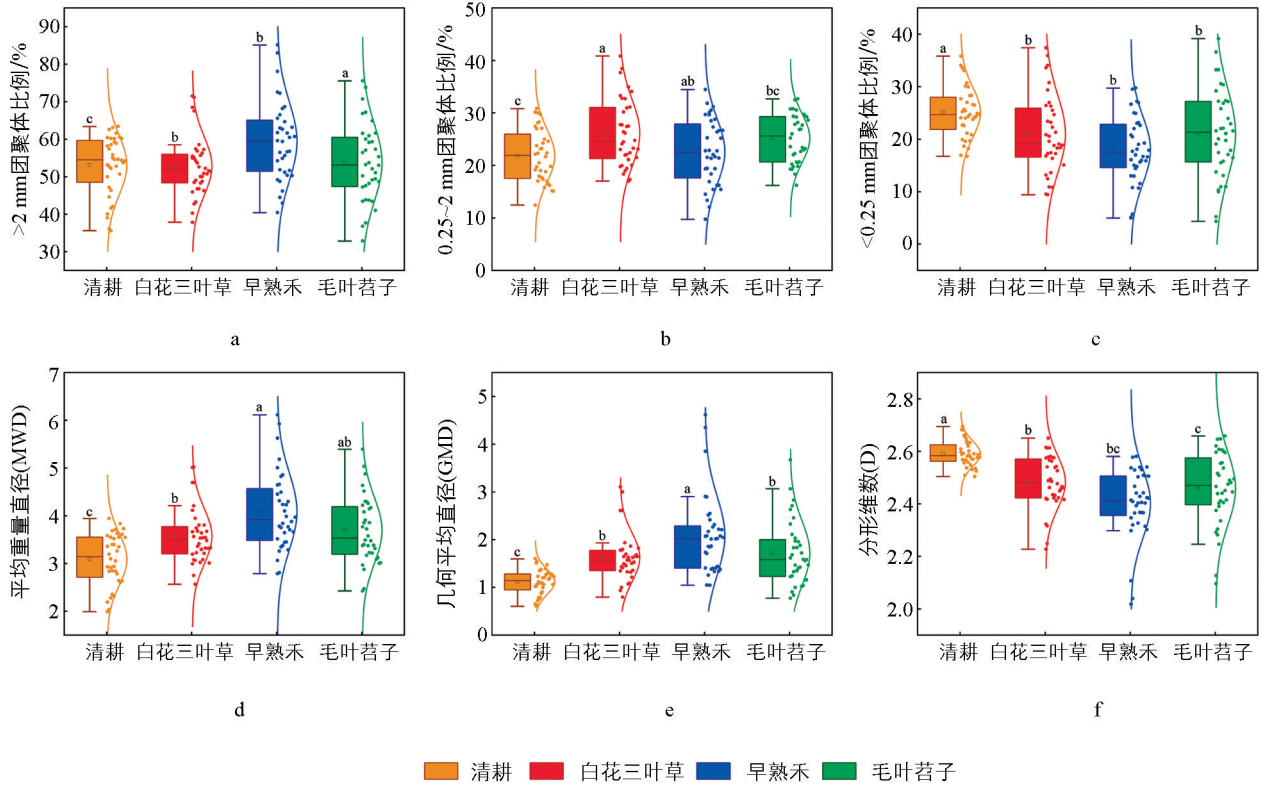 >2 mm团聚体比例/%
90
80
70
60
50
40
30
c
b
b
a
清耕
白花三叶草
早熟禾
毛叶苕子
a
0.25~2 mm团聚体比例/%
50
40
30
20
10
0
c
a
ab
bc
清耕
白花三叶草
早熟禾
毛叶苕子
b
<0.25 mm团聚体比例/%
40
30
20
10
0
a
b
b
b
清耕
白花三叶草
早熟禾
毛叶苕子
c
平均重量直径(MWD)
7
6
5
4
3
2
c
b
a
ab
清耕
白花三叶草
早熟禾
毛叶苕子
d
几何平均直径(GMD)
5
4
3
2
1
0
c
b
a
b
清耕
白花三叶草
早熟禾
毛叶苕子
e
分形维数(D)
2.8
2.6
2.4
2.2
2.0
a
b
bc
c
清耕
白花三叶草
早熟禾
毛叶苕子
f
清耕
白花三叶草
早熟禾
毛叶苕子